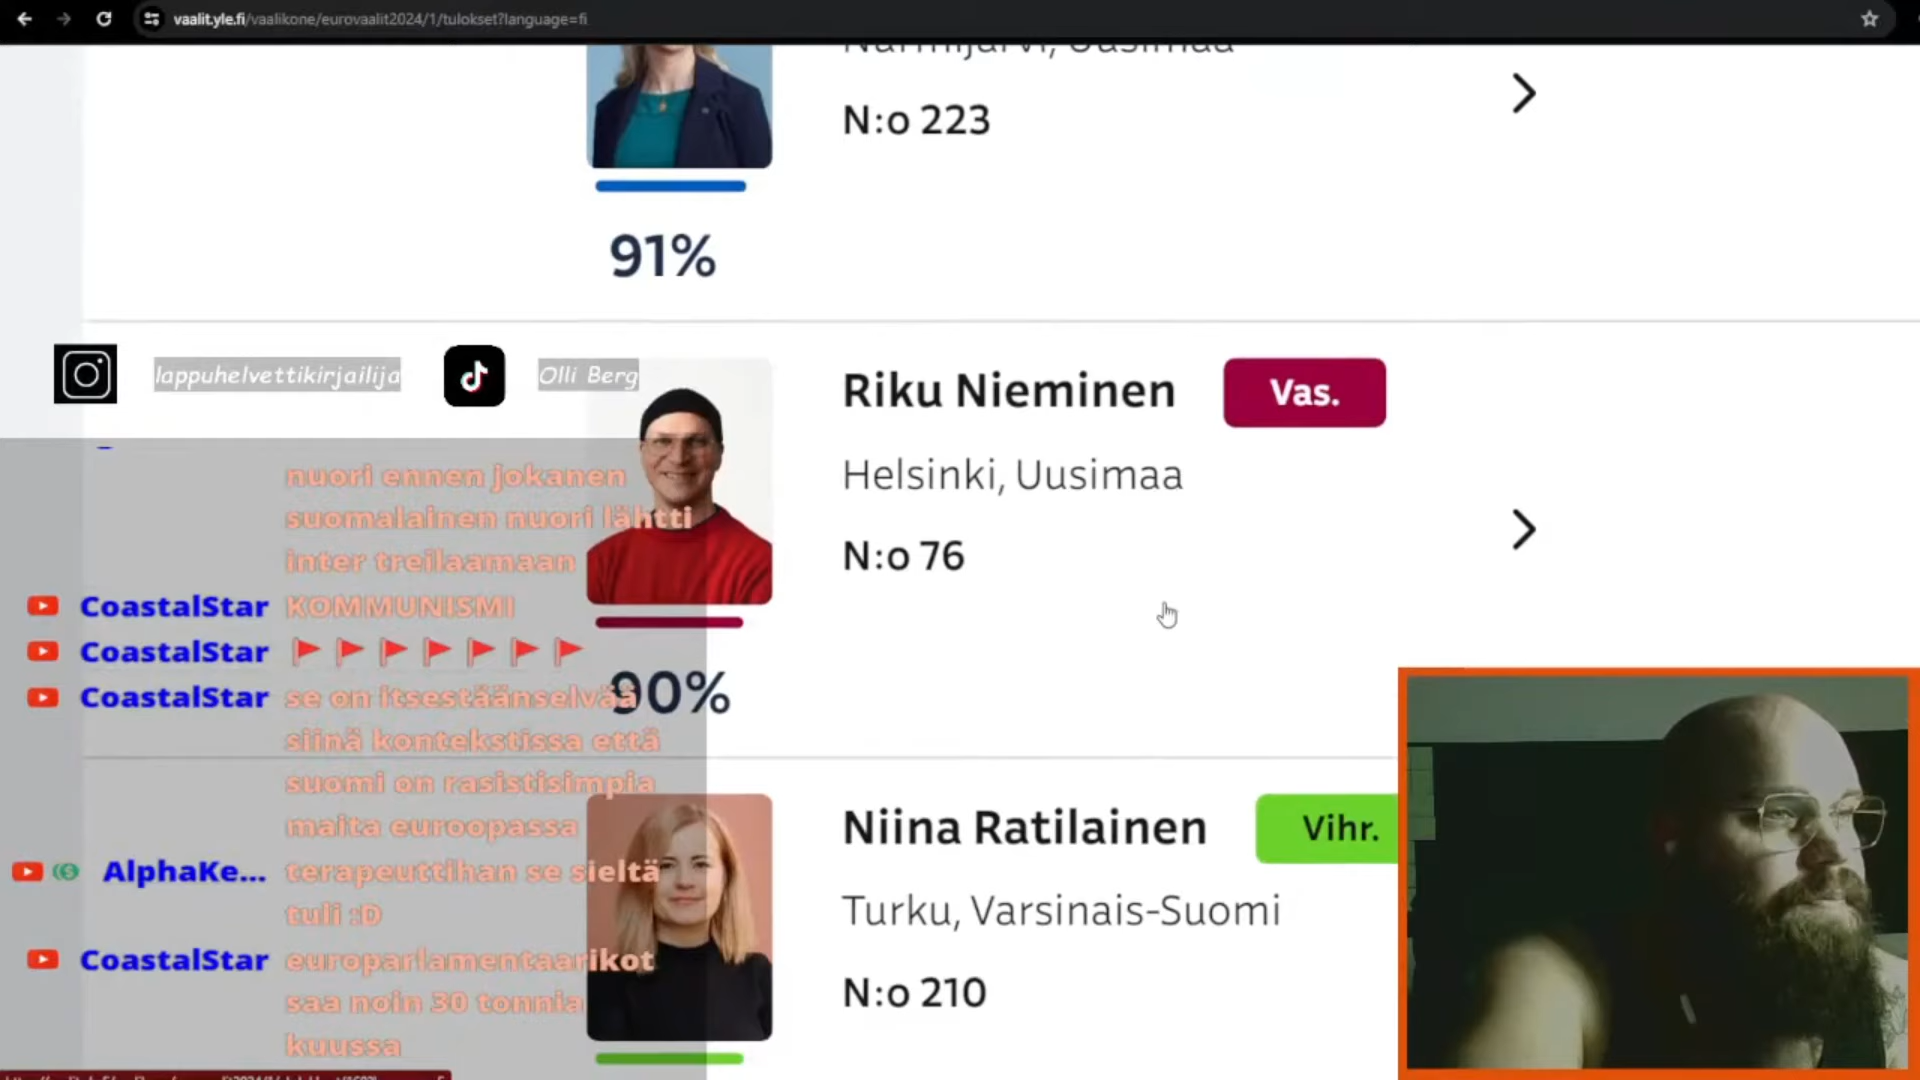 vaalit.yle.fi/vaalikone/eurovaalit2024/1/tulokset?language=fi
Nurmijärvi, Uusimaa
N:o 223
91%
lappuhelvettikirjailija
Olli Berg
Riku Nieminen
Vas.
Helsinki, Uusimaa
N:o 76
90%
nuori ennen jokanen
suomalainen nuori lähtti
inter treilaamaan
CoastalStar KOMMUNISMI
CoastalStar 🚩🚩🚩🚩🚩🚩🚩
CoastalStar se on itsestäänselvää
siinä kontekstissa että
suomi on rasistisimpia
maita euroopassa
AlphaKe... terapeuttihan se sieltä
tuli :D
CoastalStar europarlamentaarikot
saa noin 30 tonnia
kuussa
Niina Ratilainen
Vihr.
Turku, Varsinais-Suomi
N:o 210